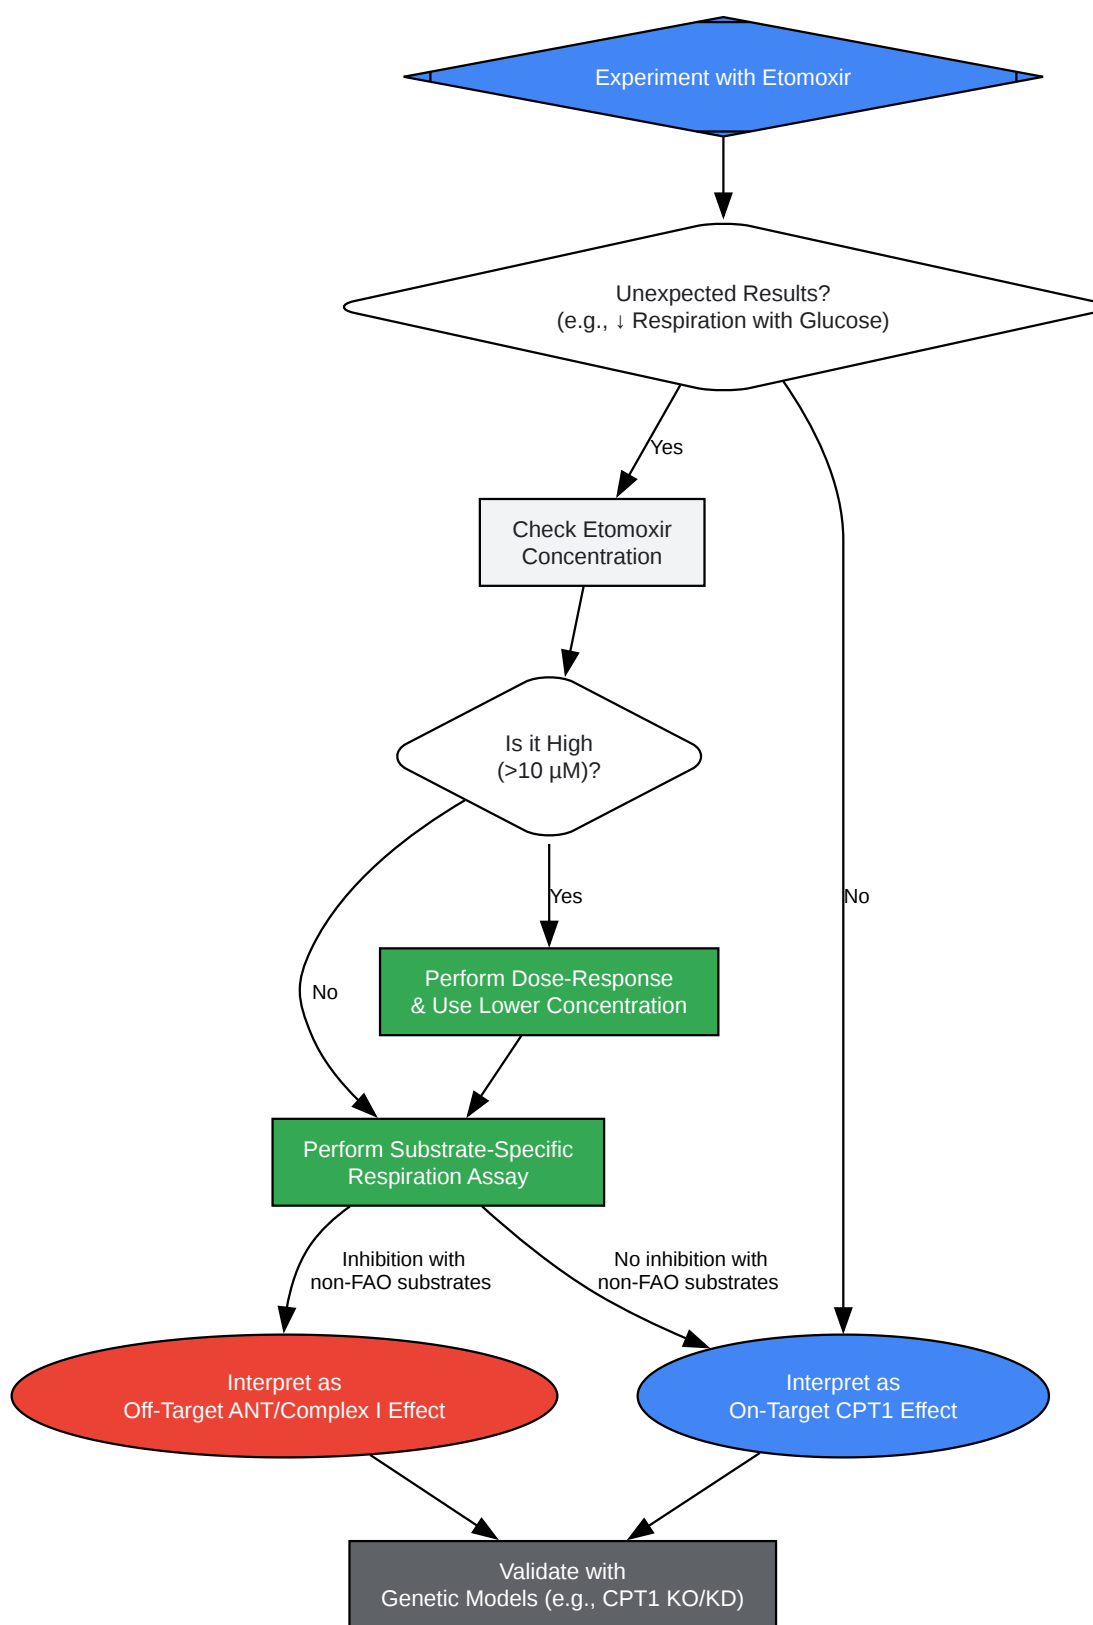 Experiment with Etomoxir
Unexpected Results?
(e.g., ↓ Respiration with Glucose)
Yes
Check Etomoxir
Concentration
Is it High
(>10 µM)?
Yes
No
No
Perform Dose-Response
& Use Lower Concentration
Perform Substrate-Specific
Respiration Assay
Inhibition with
non-FAO substrates
No inhibition with
non-FAO substrates
Interpret as
Off-Target ANT/Complex I Effect
Interpret as
On-Target CPT1 Effect
Validate with
Genetic Models (e.g., CPT1 KO/KD)